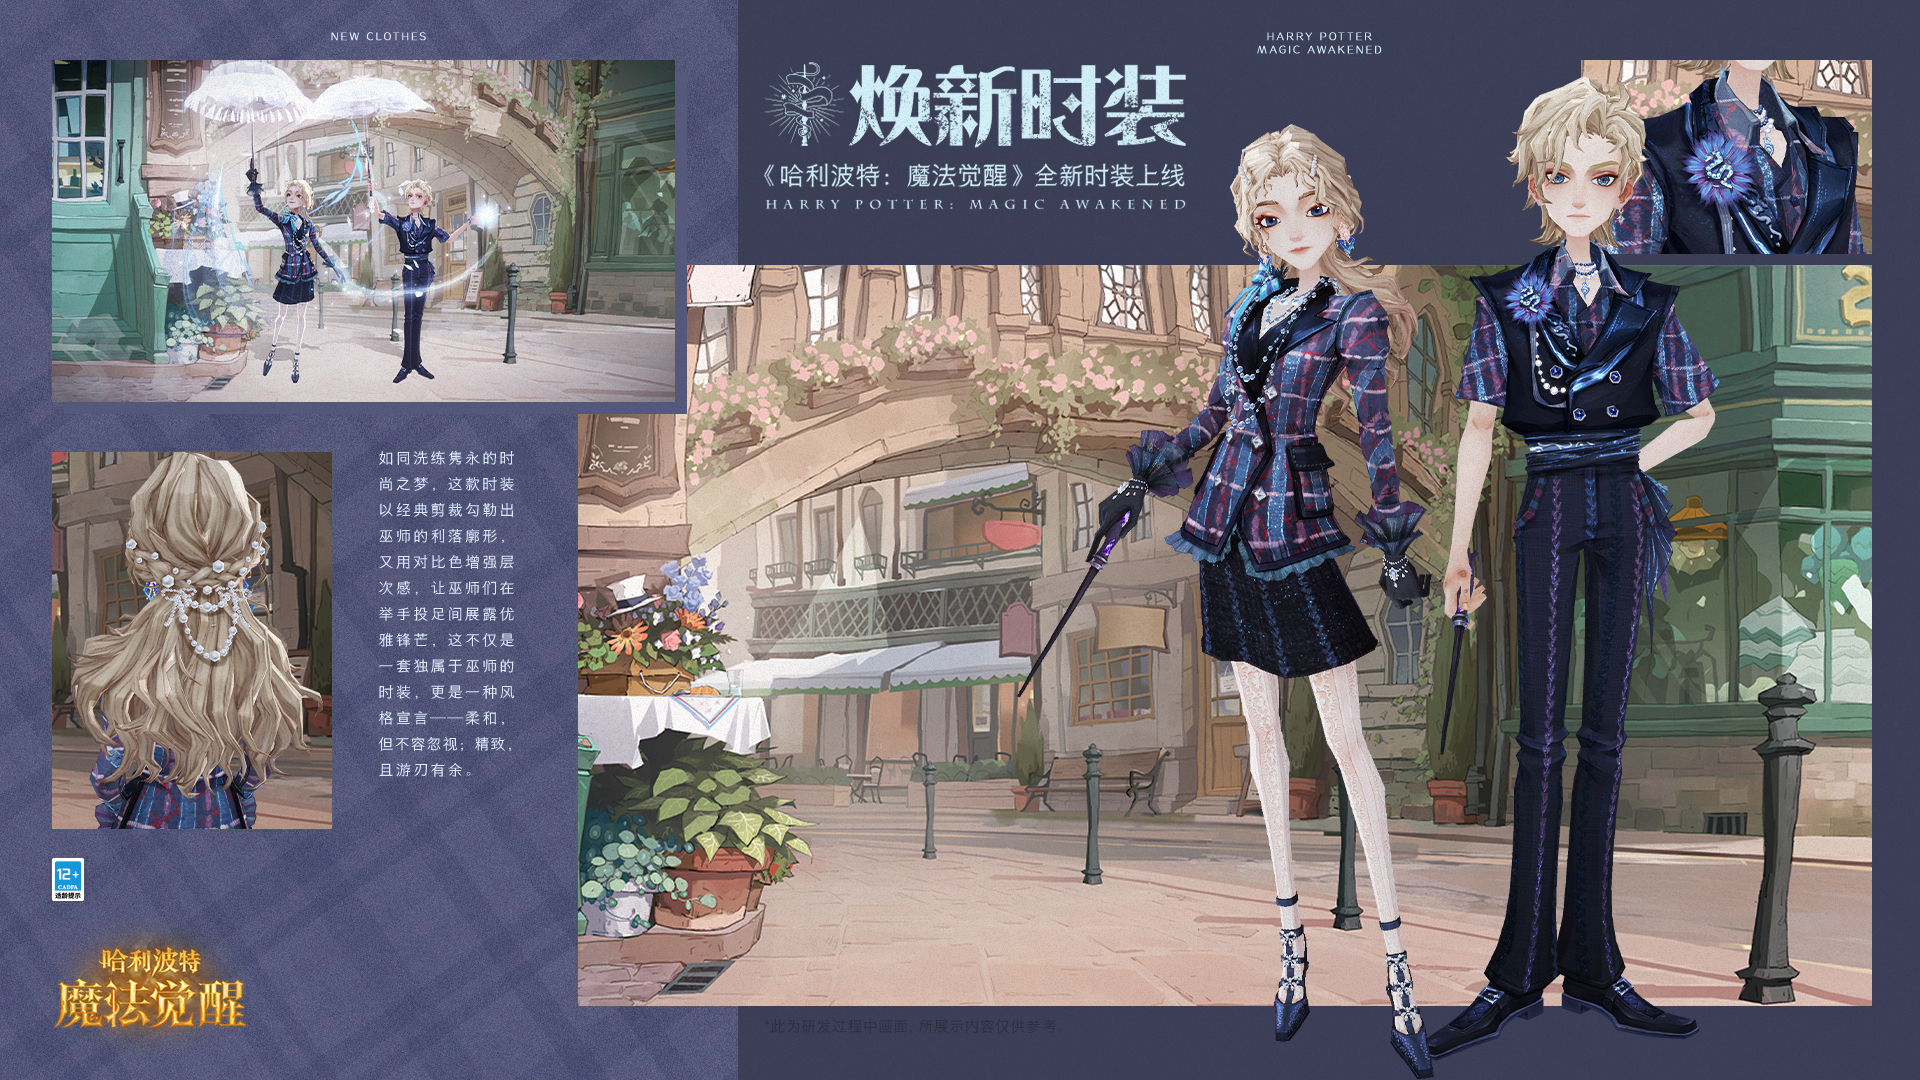 NEW CLOTHES
HARRY POTTER
MAGIC AWAKENED
焕新时装
《哈利波特：魔法觉醒》全新时装上线
HARRY POTTER: MAGIC AWAKENED
如同洗练隽永的时
尚之梦，这款时装
以经典剪裁勾勒出
巫师的利落廓形，
又用对比色增强层
次感，让巫师们在
举手投足间展露优
雅锋芒，这不仅是
一套独属于巫师的
时装，更是一种风
格宣言——柔和，
但不容忽视；精致，
且游刃有余。
12+
CADPA
适龄提示
哈利波特
魔法觉醒
*此为研发过程中画面，所展示内容仅供参考。